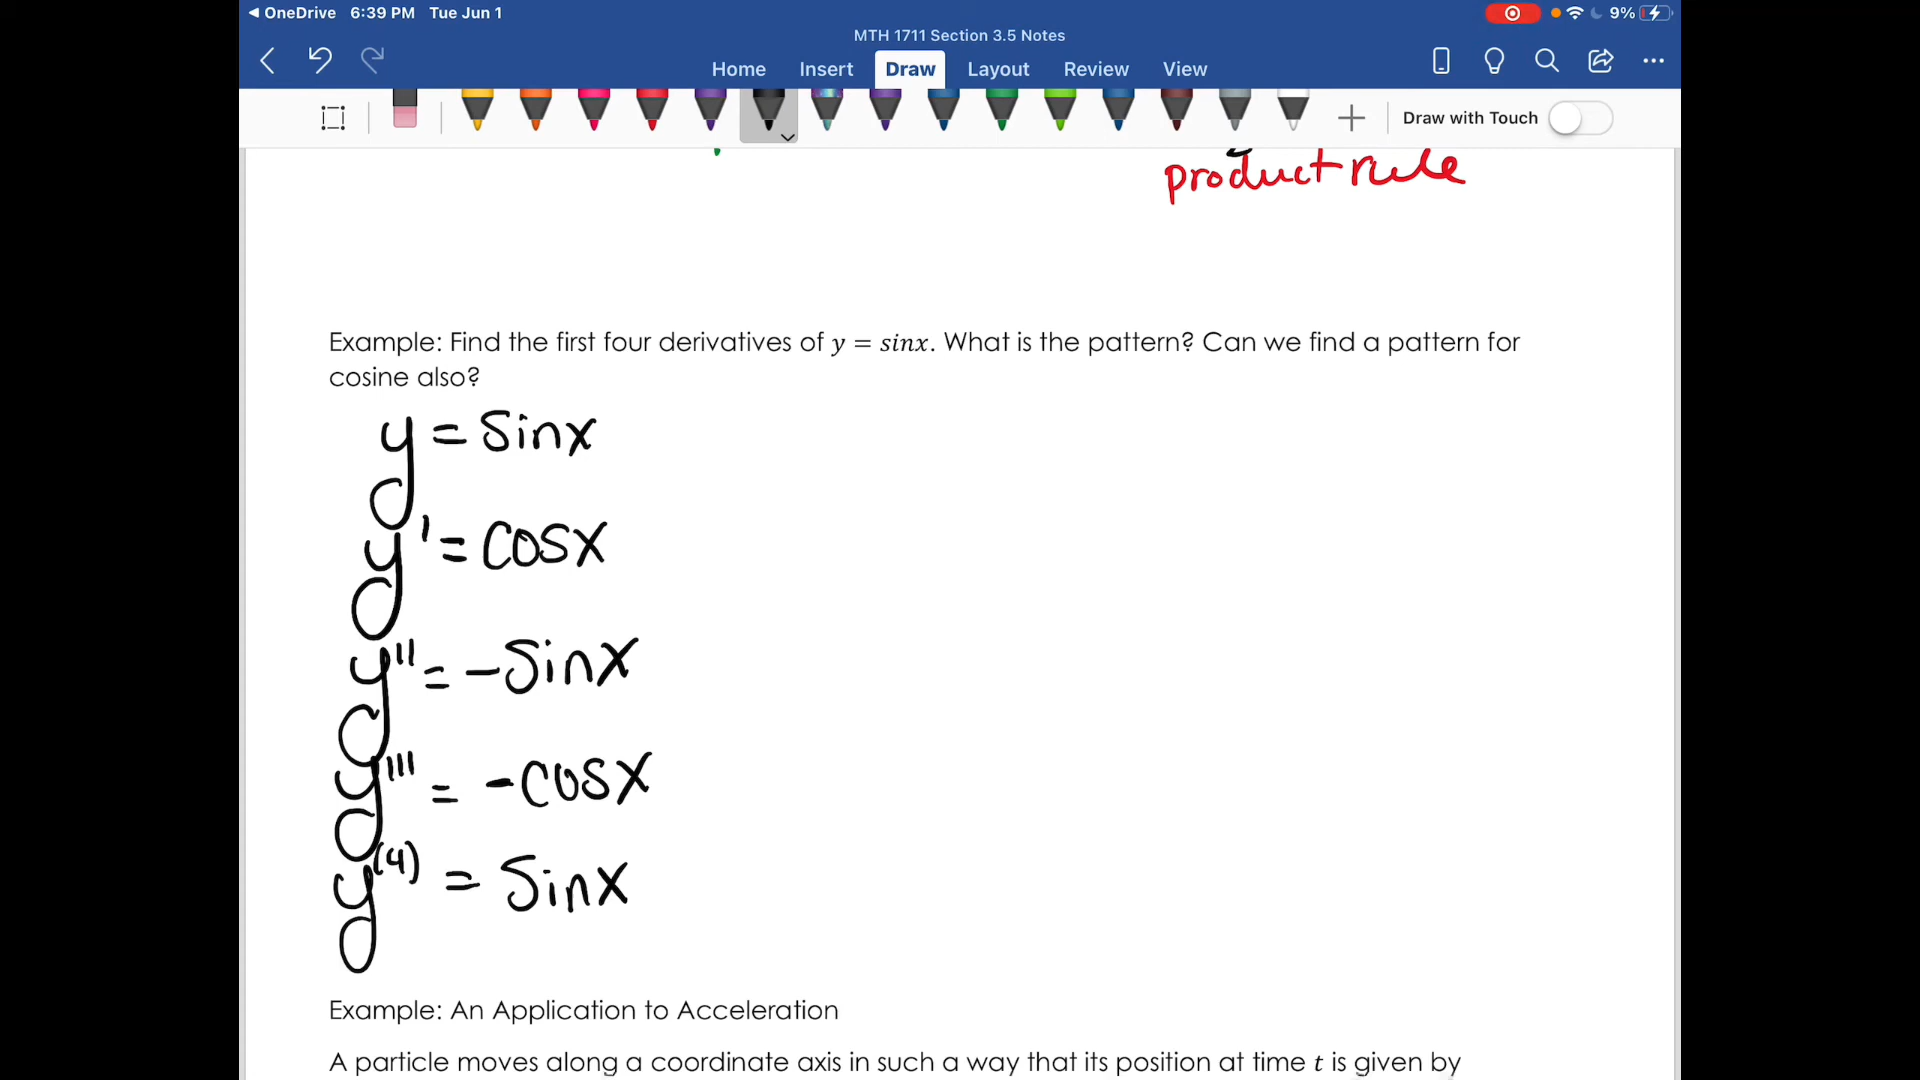 OneDrive 6:39 PM Tue Jun 1 9%
MTH 1711 Section 3.5 Notes
Home Insert Draw Layout Review View
Draw with Touch
product rule
Example: Find the first four derivatives of y = sinx. What is the pattern? Can we find a pattern for
cosine also?
y = sinx
y' = cosx
y'' = -sinx
y''' = -cosx
y(4) = sinx
Example: An Application to Acceleration
A particle moves along a coordinate axis in such a way that its position at time t is given by